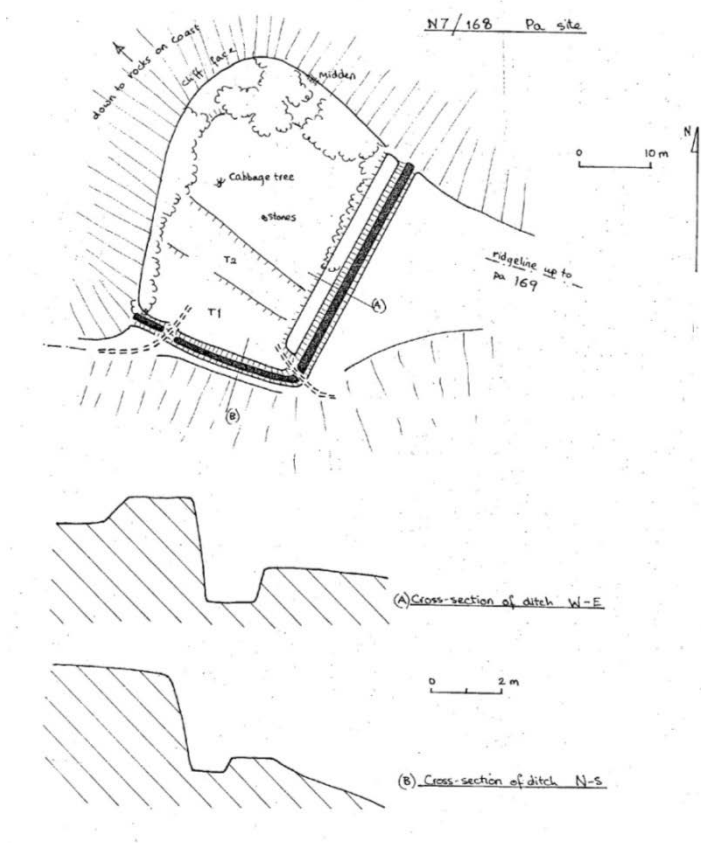 N7/168 Pa site
down to rocks on coast
cliff face
midden
N
0 10 m
Cabbage tree
stones
ridgeline up to
pa 169
T2
(A)
T1
(B)
(A) Cross-section of ditch W-E
0 2 m
(B) Cross-section of ditch N-S